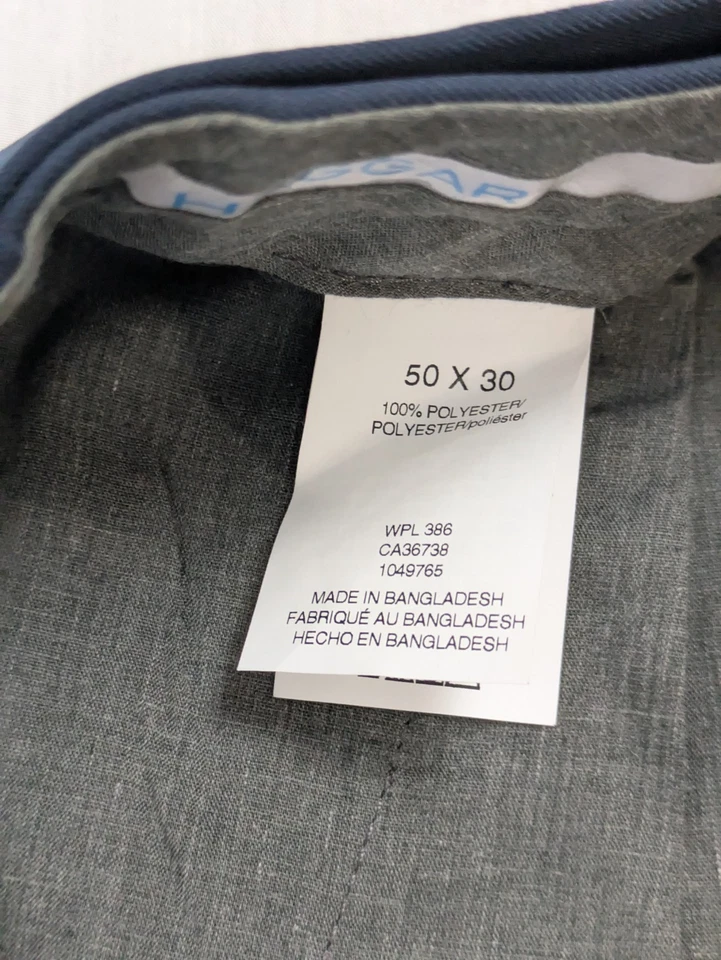 HAGGAR
50 X 30
100% POLYESTER/
POLYESTER/poliéster
WPL 386
CA36738
1049765
MADE IN BANGLADESH
FABRIQUÉ AU BANGLADESH
HECHO EN BANGLADESH